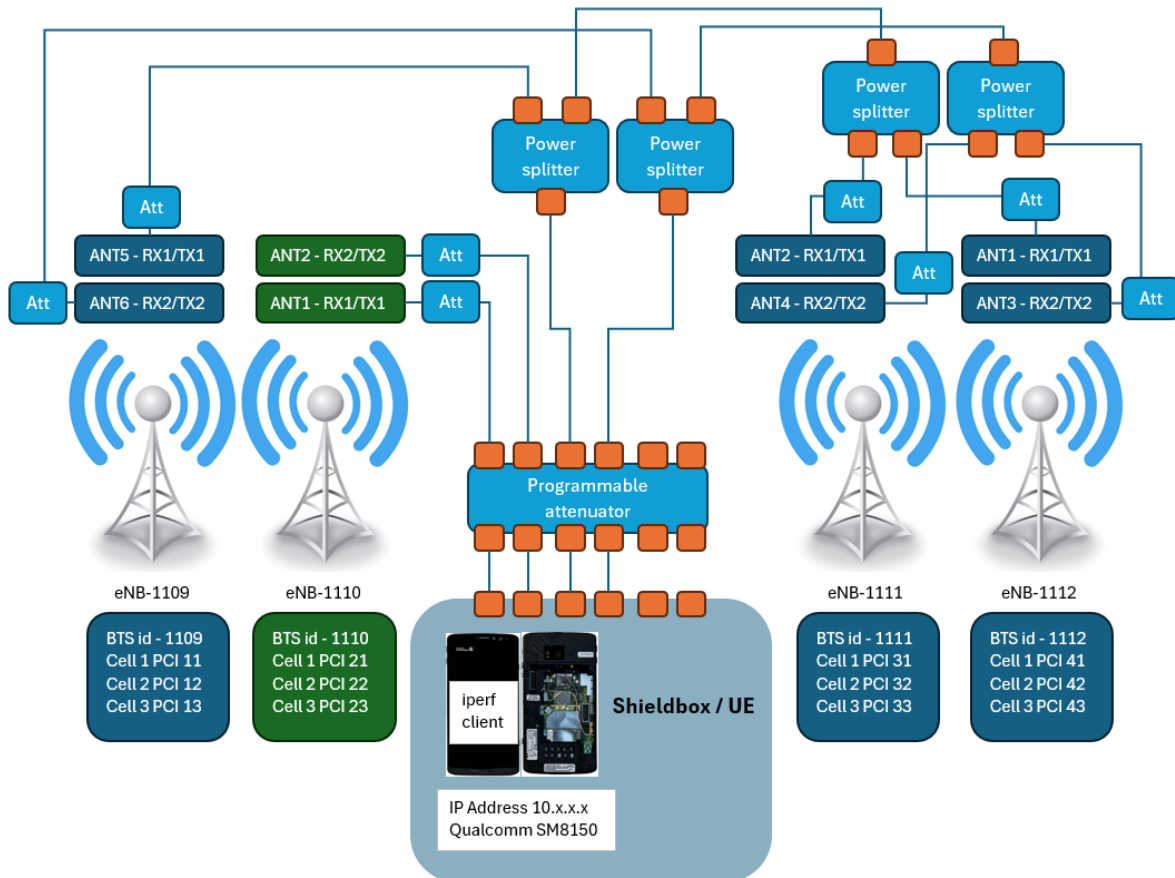 Power
splitter
Power
splitter
Power
splitter
Power
splitter
Att
Att
Att
ANT5 - RX1/TX1
ANT2 - RX2/TX2
Att
ANT2 - RX1/TX1
ANT1 - RX1/TX1
Att
Att
ANT6 - RX2/TX2
ANT1 - RX1/TX1
Att
ANT4 - RX2/TX2
ANT3 - RX2/TX2
Att
Programmable
attenuator
eNB-1109
eNB-1110
eNB-1111
eNB-1112
BTS id - 1109
Cell 1 PCI 11
Cell 2 PCI 12
Cell 3 PCI 13
BTS id - 1110
Cell 1 PCI 21
Cell 2 PCI 22
Cell 3 PCI 23
iperf
client
Shieldbox / UE
IP Address 10.x.x.x
Qualcomm SM8150
BTS id - 1111
Cell 1 PCI 31
Cell 2 PCI 32
Cell 3 PCI 33
BTS id - 1112
Cell 1 PCI 41
Cell 2 PCI 42
Cell 3 PCI 43